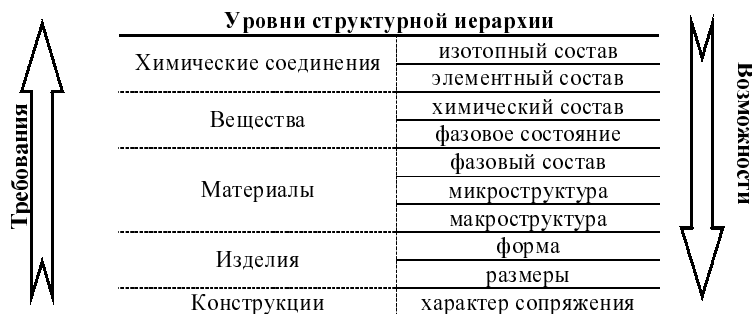 Уровни структурной иерархии
Химические соединения
изотопный состав
элементный состав
Вещества
химический состав
фазовое состояние
Материалы
фазовый состав
микроструктура
макроструктура
Изделия
форма
размеры
Конструкции
характер сопряжения
Требования
Возможности